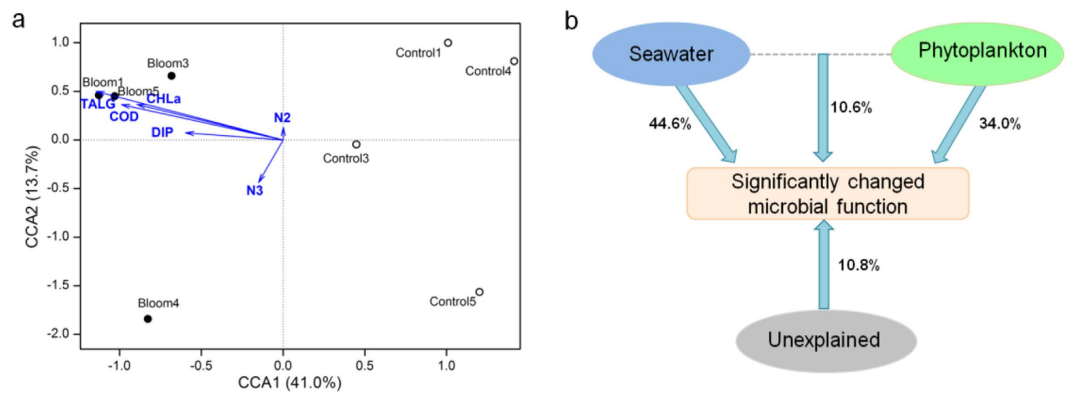 a
1.0
0.5
0.0
-0.5
-1.0
-1.5
-2.0
CCA2 (13.7%)
-1.0
-0.5
0.0
0.5
1.0
CCA1 (41.0%)
Bloom3
Bloom1
Bloom5
TALG
CHLa
COD
DIP
N2
N3
Bloom4
Control1
Control4
Control3
Control5
b
Seawater
Phytoplankton
44.6%
10.6%
34.0%
Significantly changed
microbial function
10.8%
Unexplained